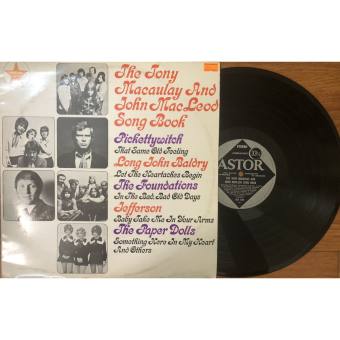 The Tony
Macaulay And
John MacLeod
Song Book
Pickettywitch
That Same Old Feeling
Long John Baldry
Let The Heartaches Begin
The Foundations
In The Bad, Bad Old Days
Jefferson
Baby Take Me In Your Arms
The Paper Dolls
Something Here In My Heart
And Others
STEREO
ASTOR